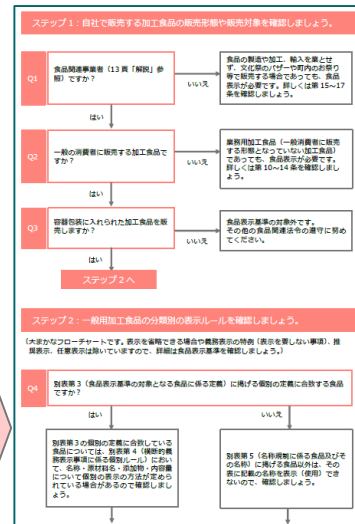 ステップ１：自社で販売する加工食品の販売形態や販売対象を確認しましょう。
Q1
食品関連事業者（13 頁「解説」参
照）ですか？
いいえ
食品の製造や加工、輸入を業とせ
ず、文化祭のバザーや町内のお祭り
等で販売する場合であっても、食品
表示が必要です。詳しくは第 15～17
条を確認しましょう。
はい
Q2
一般の消費者に販売する加工食品で
すか？
いいえ
業務用加工食品（一般消費者に販売
する形態となっていない加工食品）
であっても、食品表示が必要です。
詳しくは第 10～14 条を確認しまし
ょう。
はい
Q3
容器包装に入れられた加工食品を販
売しますか？
いいえ
食品表示基準の対象外です。
その他の食品関連法令の遵守に努め
てください。
はい
ステップ２へ
ステップ２：一般用加工食品の分類別の表示ルールを確認しましょう。
（大まかなフローチャートです。表示を省略できる場合や義務表示の特例（表示を要しない事項）、推
奨表示、任意表示は除いていますので、詳細は食品表示基準を確認しましょう。）
Q4
別表第３（食品表示基準の対象となる食品に係る定義）に掲げる個別の定義に合致する食品
ですか？
はい
いいえ
別表第３の個別の定義に合致している
食品については、別表第４（横断的義
務表示事項に係る個別ルール）におい
て、名称・原材料名・添加物・内容量
について個別の表示の方法が定めら
れている場合があるので確認しましょ
う。
別表第５（名称規制に係る食品及びそ
の名称）に掲げる食品以外は、その
表に記載の名称を表示（使用）でき
ないので、確認しましょう。